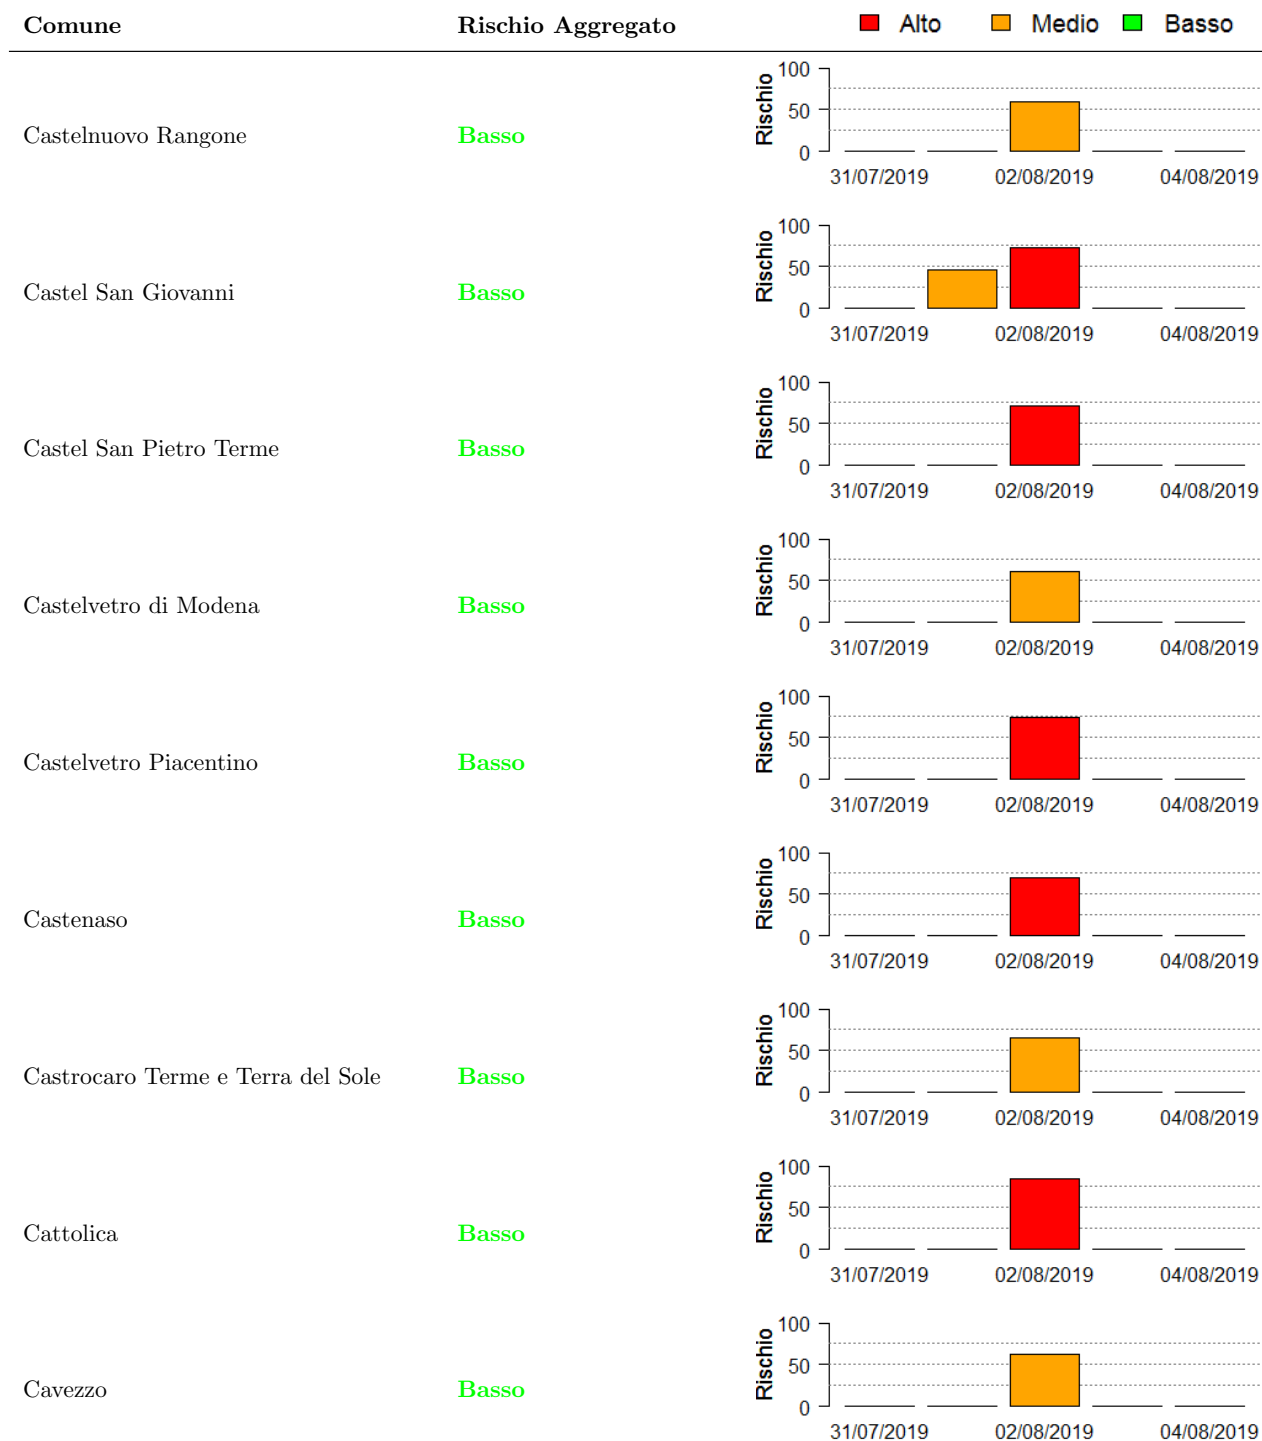 Comune Rischio Aggregato Alto Medio Basso
Castelnuovo Rangone Basso
Rischio
100
50
0
31/07/2019 02/08/2019 04/08/2019
Castel San Giovanni Basso
Rischio
100
50
0
31/07/2019 02/08/2019 04/08/2019
Castel San Pietro Terme Basso
Rischio
100
50
0
31/07/2019 02/08/2019 04/08/2019
Castelvetro di Modena Basso
Rischio
100
50
0
31/07/2019 02/08/2019 04/08/2019
Castelvetro Piacentino Basso
Rischio
100
50
0
31/07/2019 02/08/2019 04/08/2019
Castenaso Basso
Rischio
100
50
0
31/07/2019 02/08/2019 04/08/2019
Castrocaro Terme e Terra del Sole Basso
Rischio
100
50
0
31/07/2019 02/08/2019 04/08/2019
Cattolica Basso
Rischio
100
50
0
31/07/2019 02/08/2019 04/08/2019
Cavezzo Basso
Rischio
100
50
0
31/07/2019 02/08/2019 04/08/2019